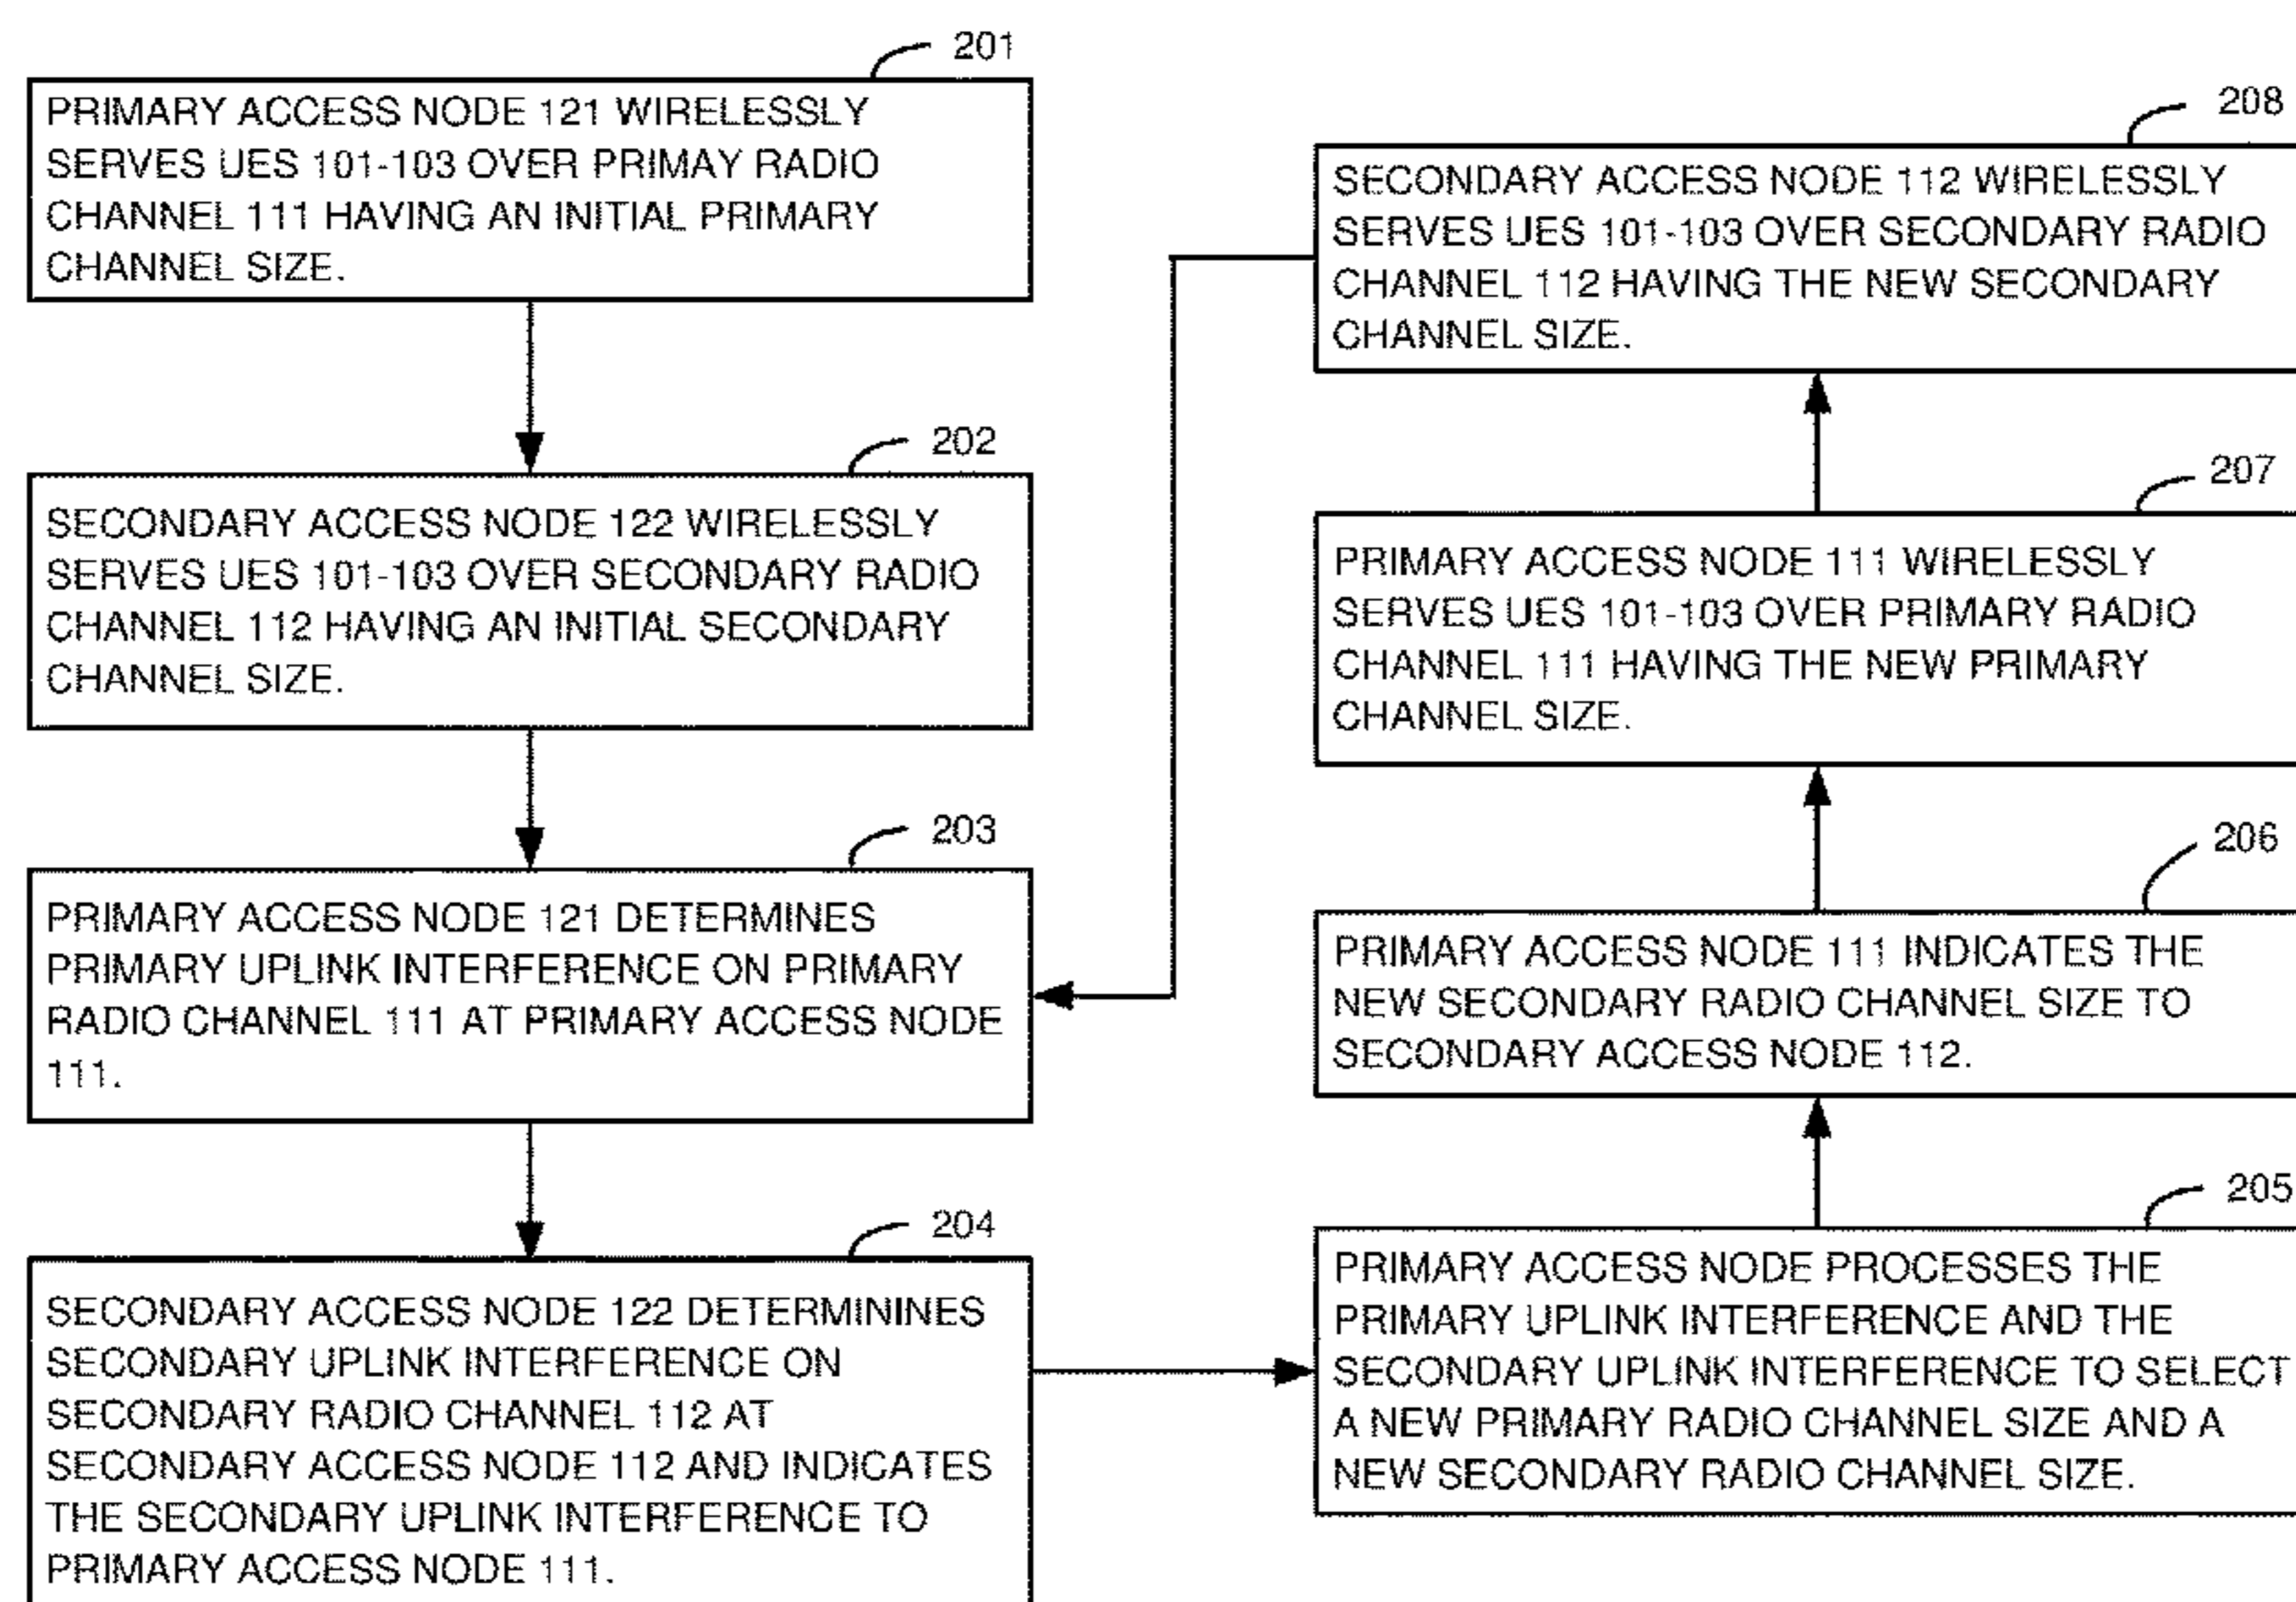 201
PRIMARY ACCESS NODE 121 WIRELESSLY
SERVES UES 101-103 OVER PRIMAY RADIO
CHANNEL 111 HAVING AN INITIAL PRIMARY
CHANNEL SIZE.
202
SECONDARY ACCESS NODE 122 WIRELESSLY
SERVES UES 101-103 OVER SECONDARY RADIO
CHANNEL 112 HAVING AN INITIAL SECONDARY
CHANNEL SIZE.
203
PRIMARY ACCESS NODE 121 DETERMINES
PRIMARY UPLINK INTERFERENCE ON PRIMARY
RADIO CHANNEL 111 AT PRIMARY ACCESS NODE
111.
204
SECONDARY ACCESS NODE 122 DETERMININES
SECONDARY UPLINK INTERFERENCE ON
SECONDARY RADIO CHANNEL 112 AT
SECONDARY ACCESS NODE 112 AND INDICATES
THE SECONDARY UPLINK INTERFERENCE TO
PRIMARY ACCESS NODE 111.
205
PRIMARY ACCESS NODE PROCESSES THE
PRIMARY UPLINK INTERFERENCE AND THE
SECONDARY UPLINK INTERFERENCE TO SELECT
A NEW PRIMARY RADIO CHANNEL SIZE AND A
NEW SECONDARY RADIO CHANNEL SIZE.
206
PRIMARY ACCESS NODE 111 INDICATES THE
NEW SECONDARY RADIO CHANNEL SIZE TO
SECONDARY ACCESS NODE 112.
207
PRIMARY ACCESS NODE 111 WIRELESSLY
SERVES UES 101-103 OVER PRIMARY RADIO
CHANNEL 111 HAVING THE NEW PRIMARY
CHANNEL SIZE.
208
SECONDARY ACCESS NODE 112 WIRELESSLY
SERVES UES 101-103 OVER SECONDARY RADIO
CHANNEL 112 HAVING THE NEW SECONDARY
CHANNEL SIZE.